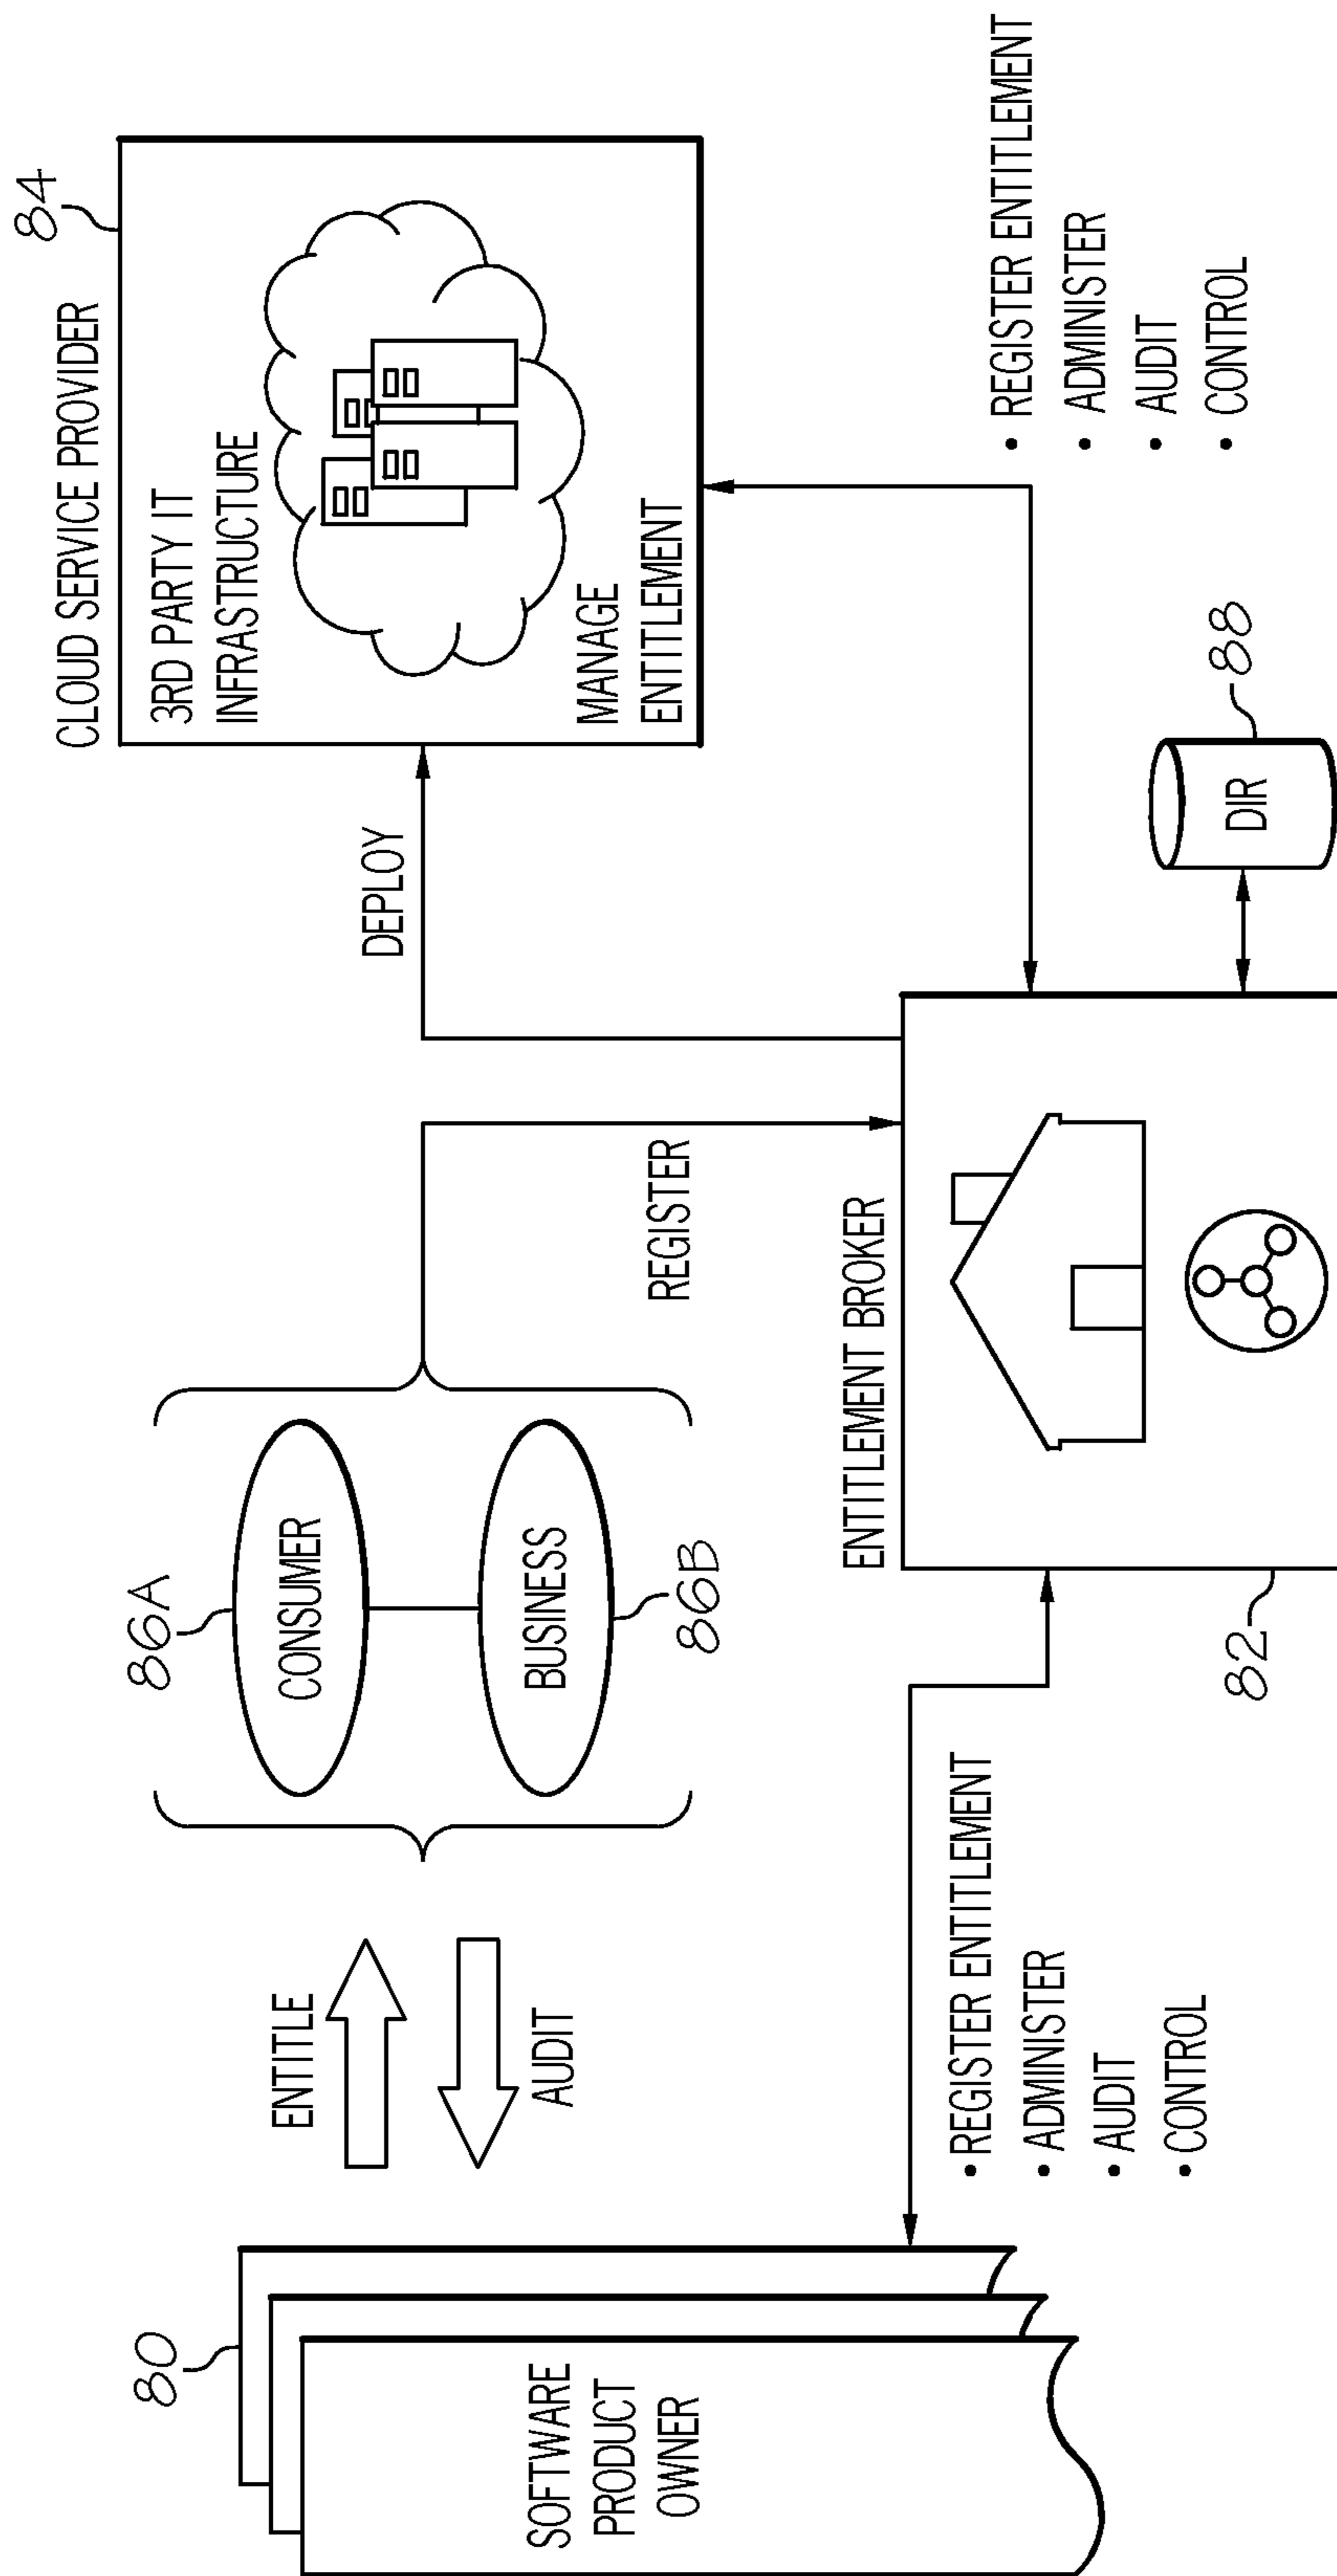 80
SOFTWARE
PRODUCT
OWNER
ENTITLE
AUDIT
86A
CONSUMER
BUSINESS
86B
REGISTER
DEPLOY
CLOUD SERVICE PROVIDER
84
3RD PARTY IT
INFRASTRUCTURE
MANAGE
ENTITLEMENT
• REGISTER ENTITLEMENT
• ADMINISTER
• AUDIT
• CONTROL
82
ENTITLEMENT BROKER
DIR
88
• REGISTER ENTITLEMENT
• ADMINISTER
• AUDIT
• CONTROL